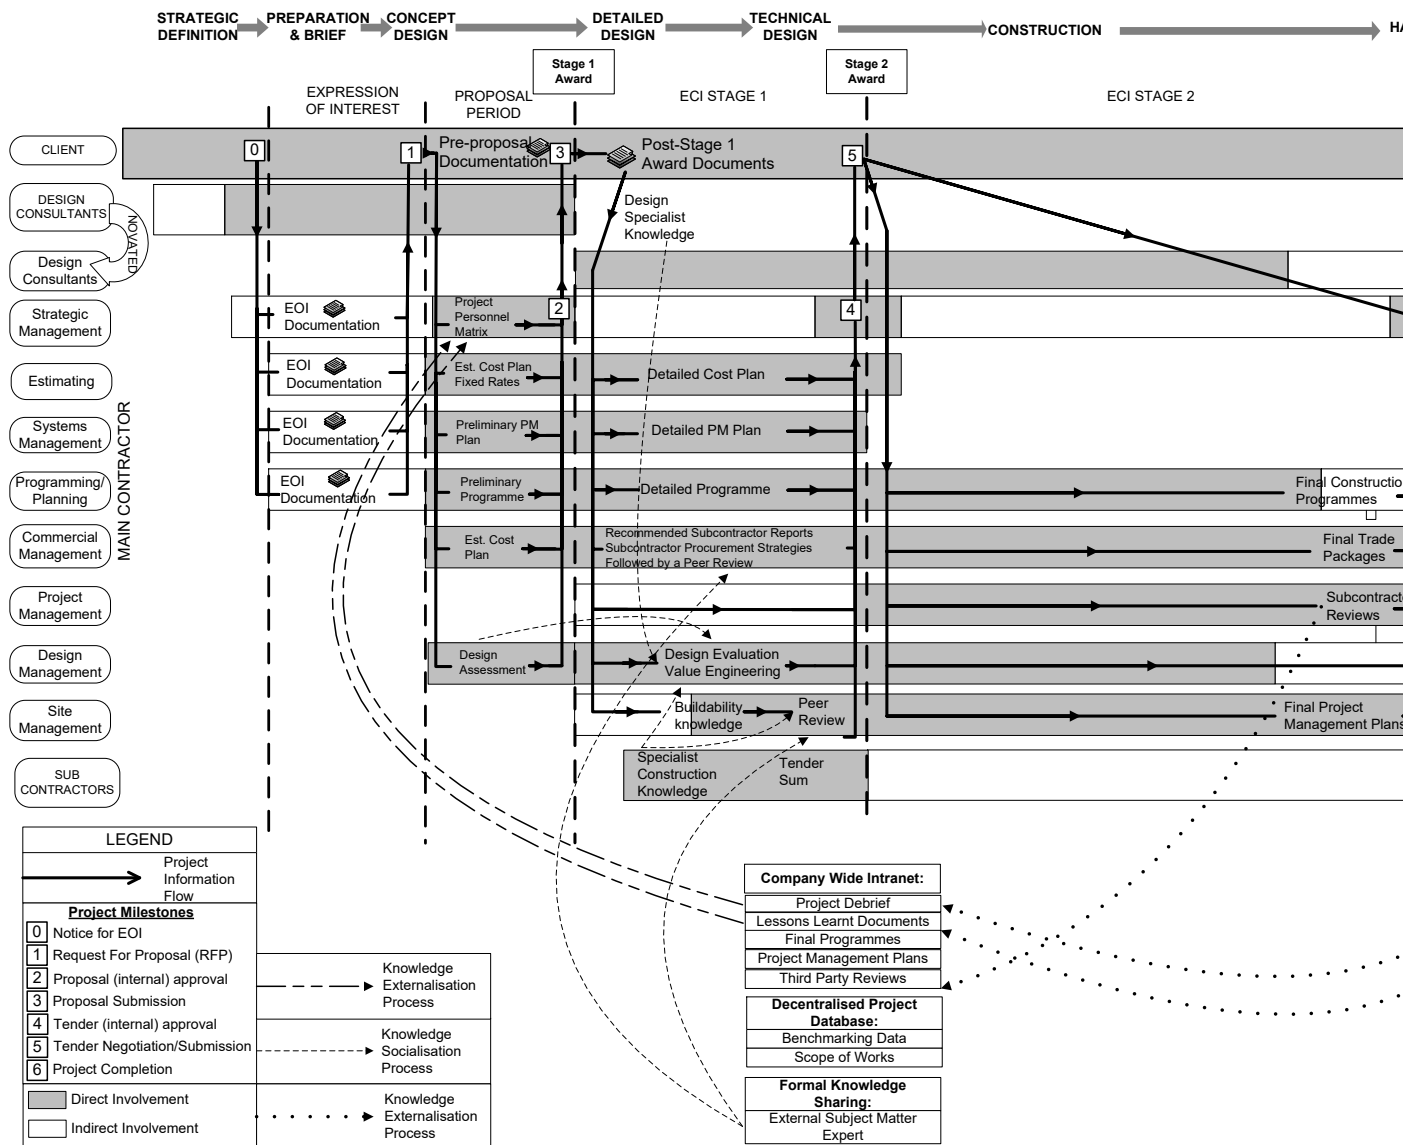 STRATEGIC DEFINITION
PREPARATION & BRIEF
CONCEPT DESIGN
DETAILED DESIGN
TECHNICAL DESIGN
CONSTRUCTION
HA
Stage 1 Award
Stage 2 Award
EXPRESSION OF INTEREST
PROPOSAL PERIOD
ECI STAGE 1
ECI STAGE 2
CLIENT
0
1
Pre-proposal Documentation
3
Post-Stage 1 Award Documents
5
DESIGN CONSULTANTS
NOVATED
Design Specialist Knowledge
Design Consultants
MAIN CONTRACTOR
Strategic Management
EOI Documentation
Project Personnel Matrix
2
4
Estimating
EOI Documentation
Est. Cost Plan Fixed Rates
Detailed Cost Plan
Systems Management
EOI Documentation
Preliminary PM Plan
Detailed PM Plan
Programming/ Planning
EOI Documentation
Preliminary Programme
Detailed Programme
Final Constructio
Programmes
Commercial Management
Est. Cost Plan
Recommended Subcontractor Reports
Subcontractor Procurement Strategies
Followed by a Peer Review
Final Trade Packages
Project Management
Subcontracto
Reviews
Design Management
Design Assessment
Design Evaluation
Value Engineering
Site Management
Buildability knowledge
Peer Review
Final Project Management Plans
SUB CONTRACTORS
Specialist Construction Knowledge
Tender Sum
LEGEND
Project Information Flow
Project Milestones
0 Notice for EOI
1 Request For Proposal (RFP)
2 Proposal (internal) approval
3 Proposal Submission
4 Tender (internal) approval
5 Tender Negotiation/Submission
6 Project Completion
Direct Involvement
Indirect Involvement
Knowledge Externalisation Process
Knowledge Socialisation Process
Knowledge Externalisation Process
Company Wide Intranet:
Project Debrief
Lessons Learnt Documents
Final Programmes
Project Management Plans
Third Party Reviews
Decentralised Project Database:
Benchmarking Data
Scope of Works
Formal Knowledge Sharing:
External Subject Matter Expert